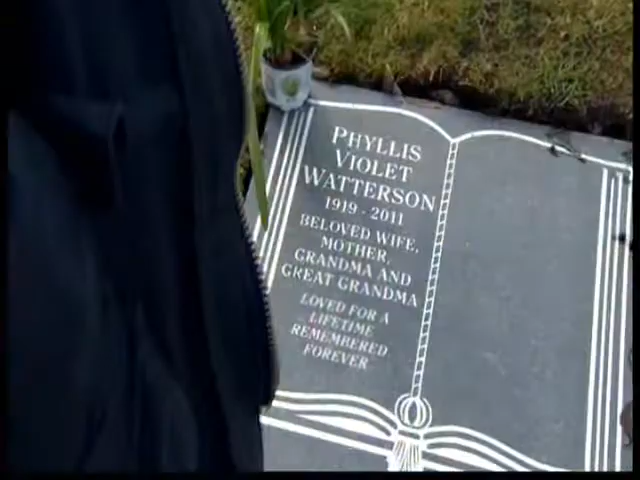 PHYLLIS
VIOLET
WATTERSON
1919 - 2011
BELOVED WIFE,
MOTHER,
GRANDMA AND
GREAT GRANDMA
LOVED FOR A
LIFETIME
REMEMBERED
FOREVER